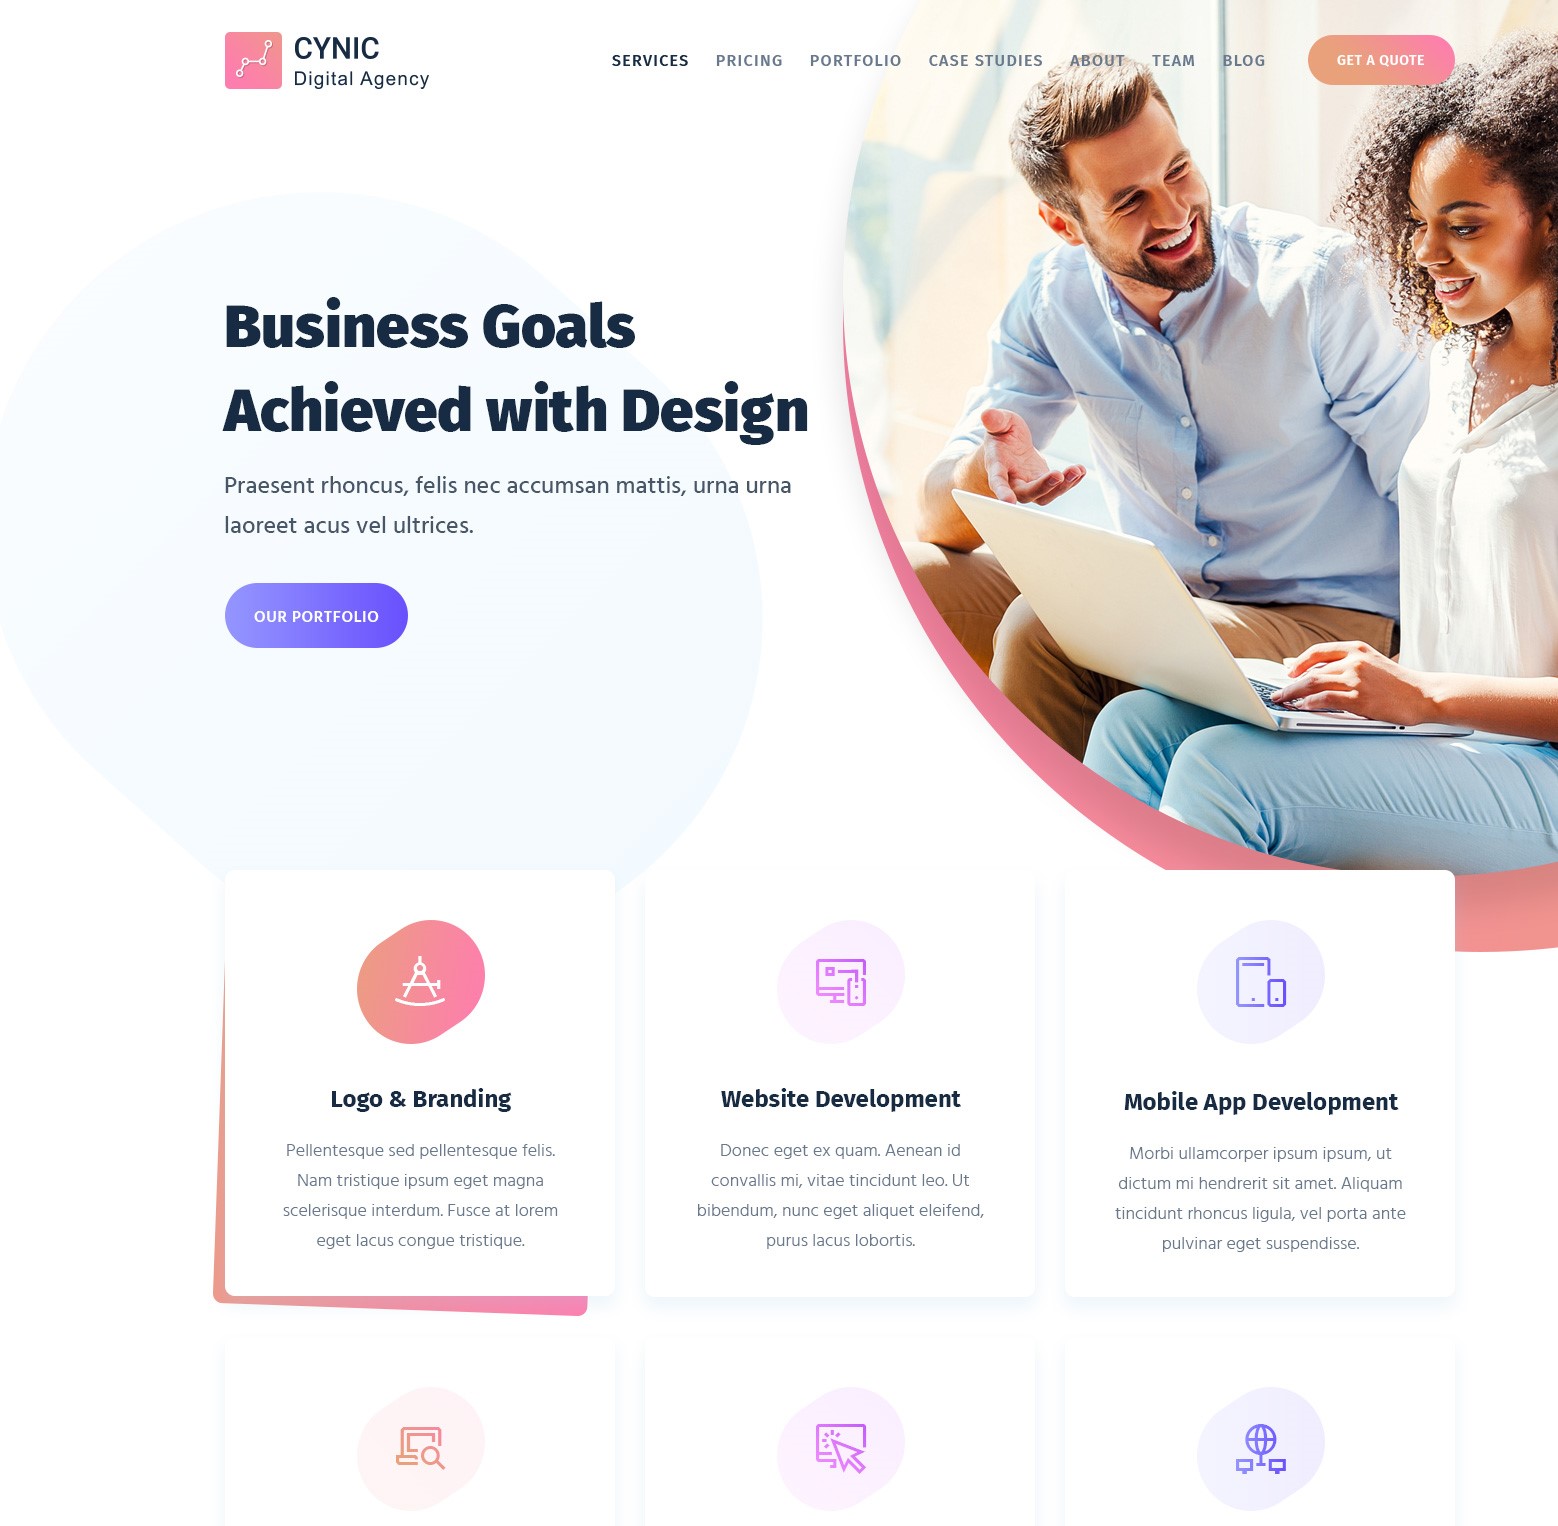 CYNIC
Digital Agency
SERVICES PRICING PORTFOLIO CASE STUDIES ABOUT TEAM BLOG GET A QUOTE
Business Goals
Achieved with Design
Praesent rhoncus, felis nec accumsan mattis, urna urna
laoreet acus vel ultrices.
OUR PORTFOLIO
Logo & Branding
Pellentesque sed pellentesque felis.
Nam tristique ipsum eget magna
scelerisque interdum. Fusce at lorem
eget lacus congue tristique.
Website Development
Donec eget ex quam. Aenean id
convallis mi, vitae tincidunt leo. Ut
bibendum, nunc eget aliquet eleifend,
purus lacus lobortis.
Mobile App Development
Morbi ullamcorper ipsum ipsum, ut
dictum mi hendrerit sit amet. Aliquam
tincidunt rhoncus ligula, vel porta ante
pulvinar eget suspendisse.